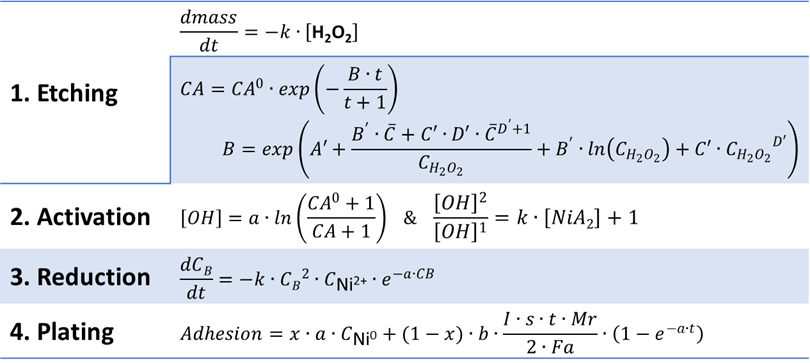 dmass/dt = −k · [H₂O₂]
1. Etching
CA = CA⁰ · exp(− B · t / t + 1)
B = exp(A′ + B′ · C̄ + C′ · D′ · C̄^D′+1 / C_H₂O₂ + B′ · ln(C_H₂O₂) + C′ · C_H₂O₂^D′)
2. Activation [OH] = a · ln(CA⁰ + 1 / CA + 1) & [OH]² / [OH]¹ = k · [NiA₂] + 1
3. Reduction dC_B/dt = −k · C_B² · C_Ni²⁺ · e^−a·CB
4. Plating Adhesion = x · a · C_Ni⁰ + (1 − x) · b · I · s · t · Mr / 2 · Fa · (1 − e^−a·t)